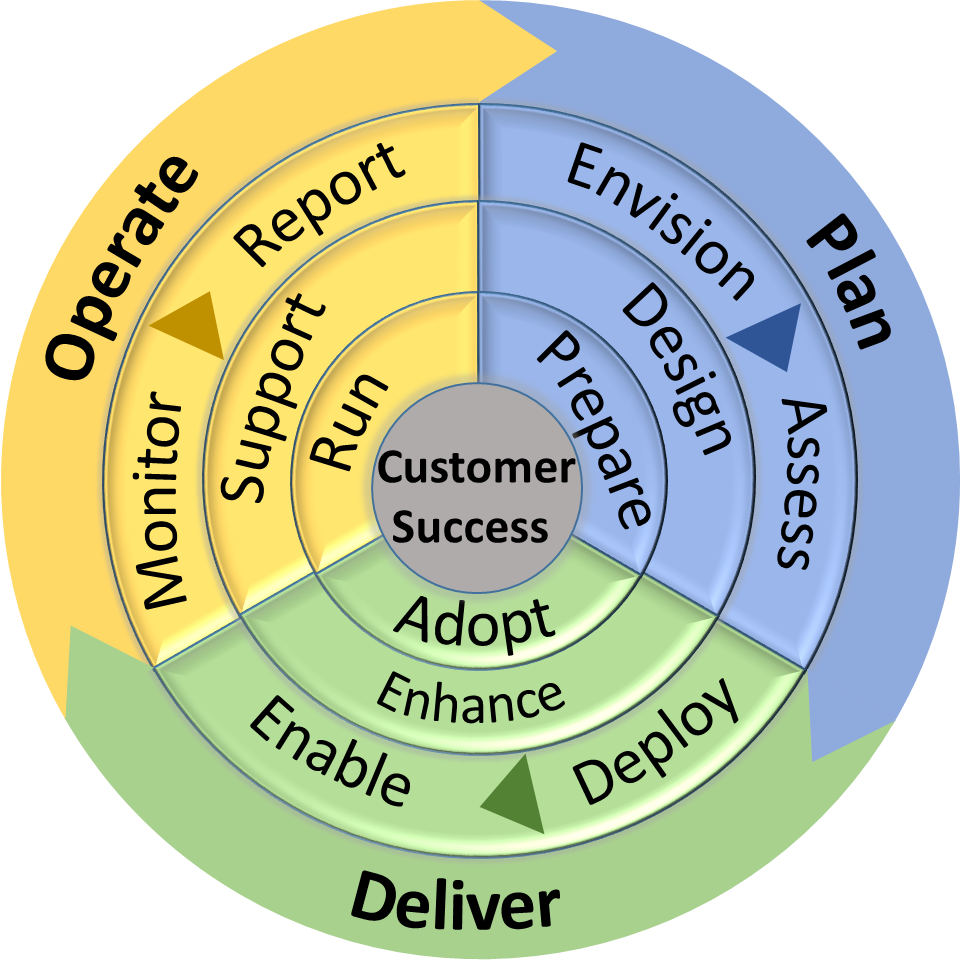 Operate
Report
Monitor
Support
Run
Plan
Envision
Assess
Design
Prepare
Customer
Success
Adopt
Enhance
Enable
Deploy
Deliver